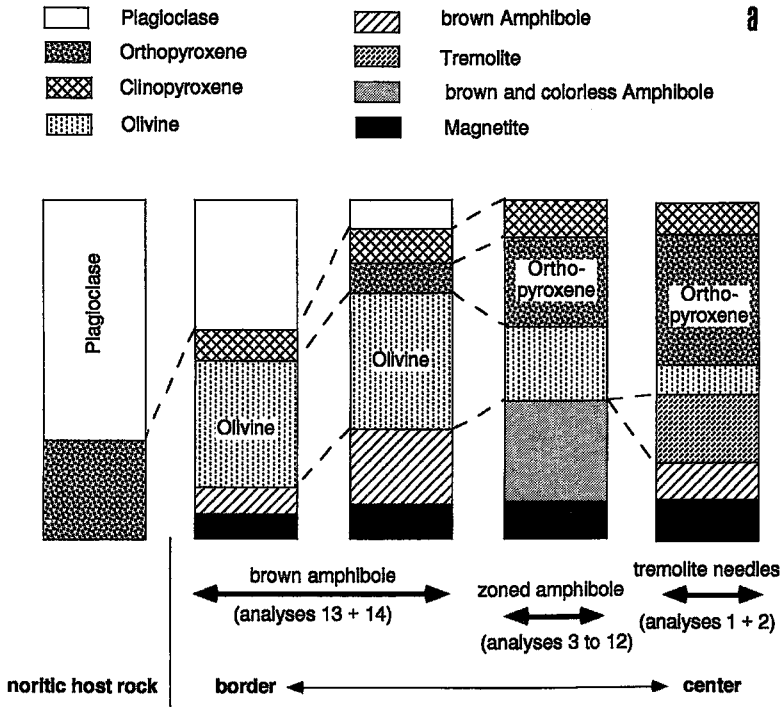 a
Plagioclase
Orthopyroxene
Clinopyroxene
Olivine
brown Amphibole
Tremolite
brown and colorless Amphibole
Magnetite
Plagioclase
Olivine
Olivine
Ortho-
pyroxene
Ortho-
pyroxene
brown amphibole
(analyses 13 + 14)
zoned amphibole
(analyses 3 to 12)
tremolite needles
(analyses 1 + 2)
noritic host rock
border
center